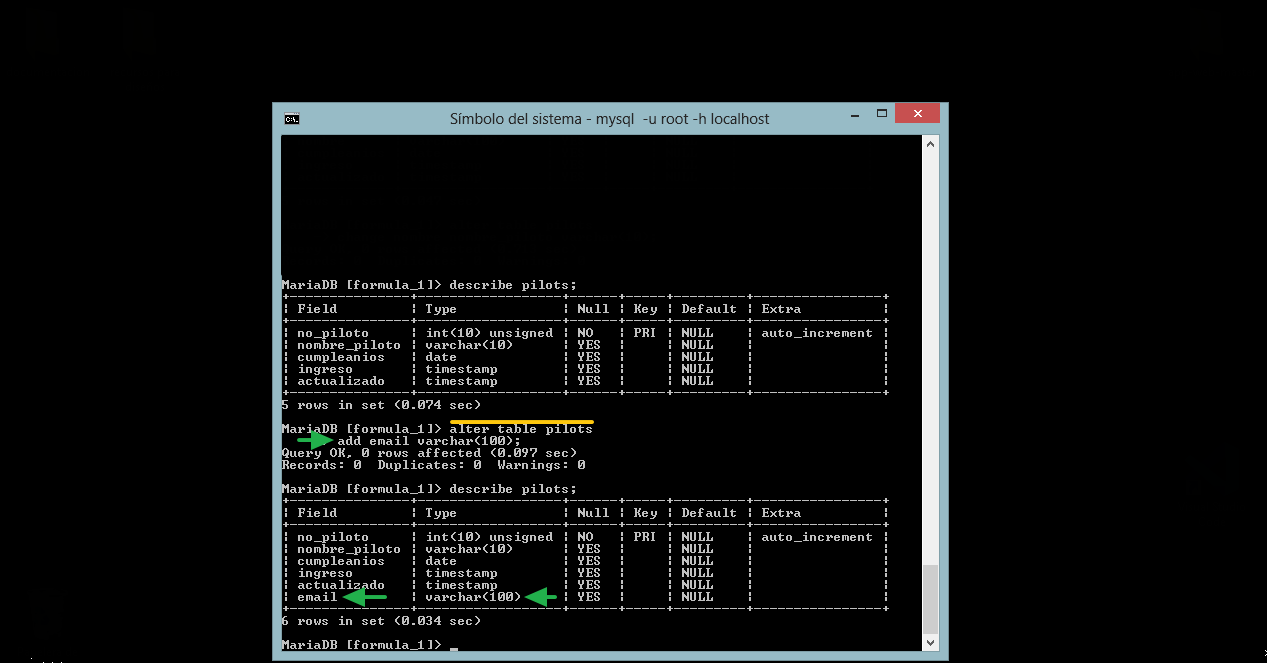 Símbolo del sistema - mysql  -u root -h localhost
MariaDB [formula_1]> describe pilots;
+---------------+------------------+------+-----+---------+----------------+
| Field         | Type             | Null | Key | Default | Extra          |
+---------------+------------------+------+-----+---------+----------------+
| no_piloto     | int(10) unsigned | NO   | PRI | NULL    | auto_increment |
| nombre_piloto | varchar(10)      | YES  |     | NULL    |                |
| cumpleanios   | date             | YES  |     | NULL    |                |
| ingreso       | timestamp        | YES  |     | NULL    |                |
| actualizado   | timestamp        | YES  |     | NULL    |                |
+---------------+------------------+------+-----+---------+----------------+
5 rows in set (0.074 sec)
MariaDB [formula_1]> alter table pilots
add email varchar(100);
Query OK, 0 rows affected (0.097 sec)
Records: 0  Duplicates: 0  Warnings: 0
MariaDB [formula_1]> describe pilots;
+---------------+------------------+------+-----+---------+----------------+
| Field         | Type             | Null | Key | Default | Extra          |
+---------------+------------------+------+-----+---------+----------------+
| no_piloto     | int(10) unsigned | NO   | PRI | NULL    | auto_increment |
| nombre_piloto | varchar(10)      | YES  |     | NULL    |                |
| cumpleanios   | date             | YES  |     | NULL    |                |
| ingreso       | timestamp        | YES  |     | NULL    |                |
| actualizado   | timestamp        | YES  |     | NULL    |                |
| email         | varchar(100)     | YES  |     | NULL    |                |
+---------------+------------------+------+-----+---------+----------------+
6 rows in set (0.034 sec)
MariaDB [formula_1]> _